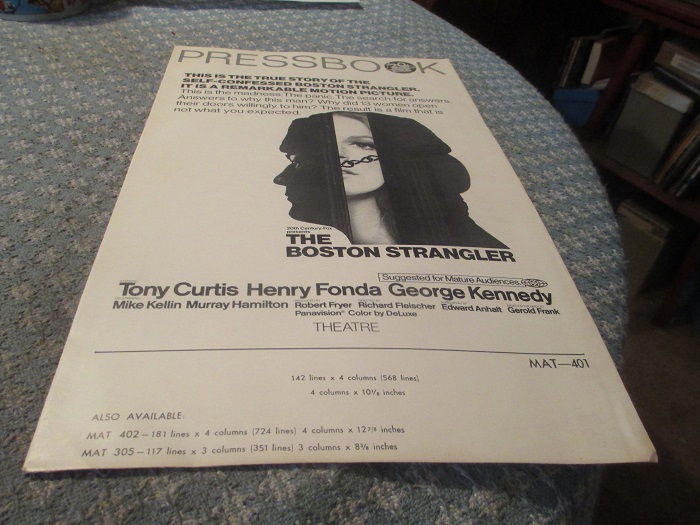 PRESSBOOK
THIS IS THE TRUE STORY OF THE
SELF-CONFESSED BOSTON STRANGLER.
IT IS A REMARKABLE MOTION PICTURE.
This is the madness. The panic. The search for answers.
Answers to why this man? Why did 13 women open
their doors willingly to him? The result is a film that is
not what you expected.
20th Century-Fox
presents
THE
BOSTON STRANGLER
Suggested for Mature Audiences
Tony Curtis Henry Fonda George Kennedy
Mike Kellin Murray Hamilton Robert Fryer Richard Fleischer Edward Anhalt Gerold Frank
Panavision® Color by DeLuxe
THEATRE
MAT—401
142 lines x 4 columns (568 lines)
4 columns x 10⅛ inches
ALSO AVAILABLE:
MAT 402—181 lines x 4 columns (724 lines) 4 columns x 12⅞ inches
MAT 305—117 lines x 3 columns (351 lines) 3 columns x 8⅜ inches